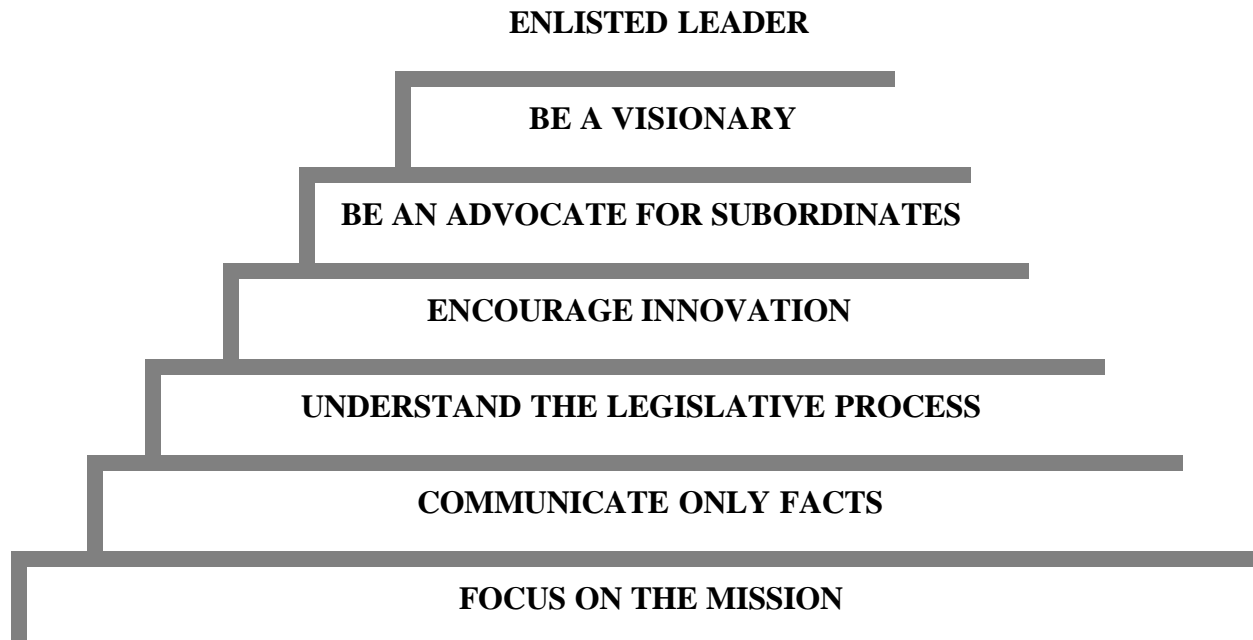 ENLISTED LEADER
BE A VISIONARY
BE AN ADVOCATE FOR SUBORDINATES
ENCOURAGE INNOVATION
UNDERSTAND THE LEGISLATIVE PROCESS
COMMUNICATE ONLY FACTS
FOCUS ON THE MISSION